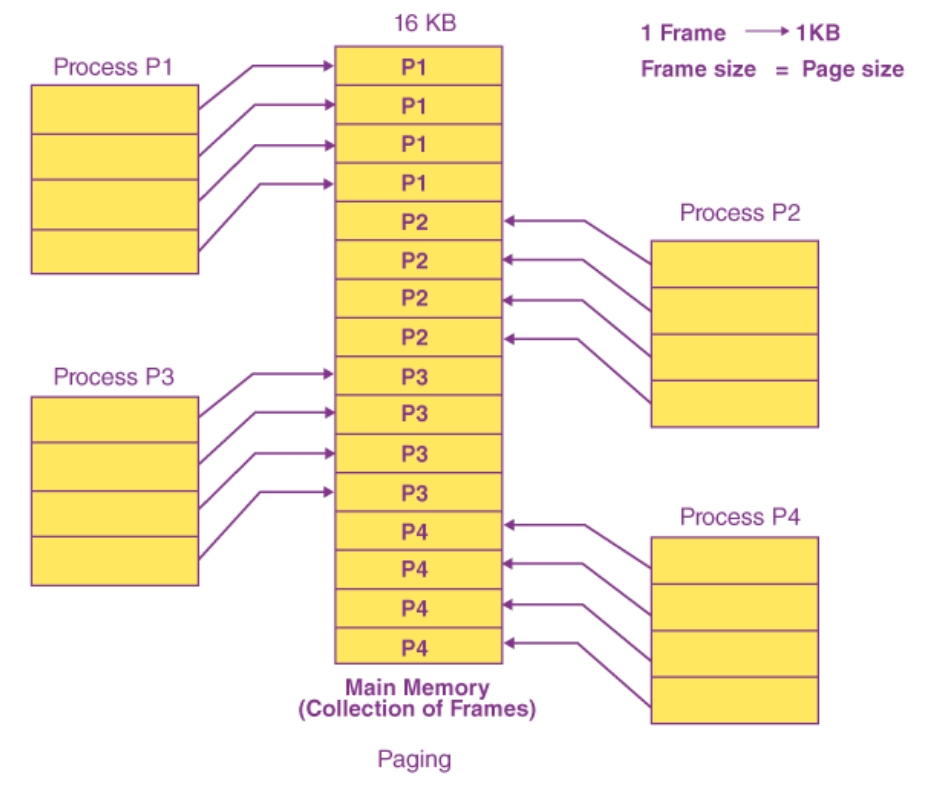 16 KB
1 Frame → 1KB
Frame size = Page size
Process P1
P1
P1
P1
P1
Process P2
P2
P2
P2
P2
Process P3
P3
P3
P3
P3
Process P4
P4
P4
P4
P4
Main Memory
(Collection of Frames)
Paging